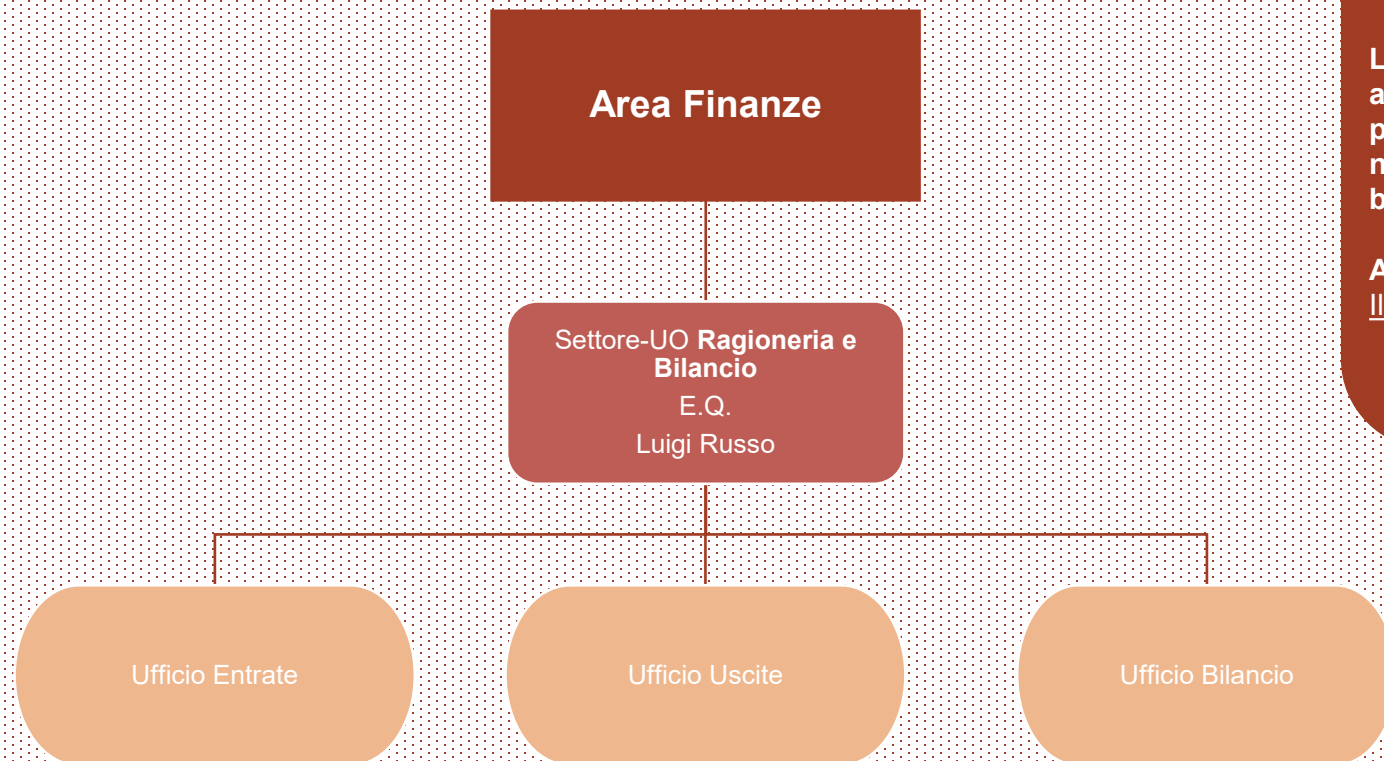 Area Finanze
Settore-UO Ragioneria e
Bilancio
E.Q.
Luigi Russo
Ufficio Entrate
Ufficio Uscite
Ufficio Bilancio